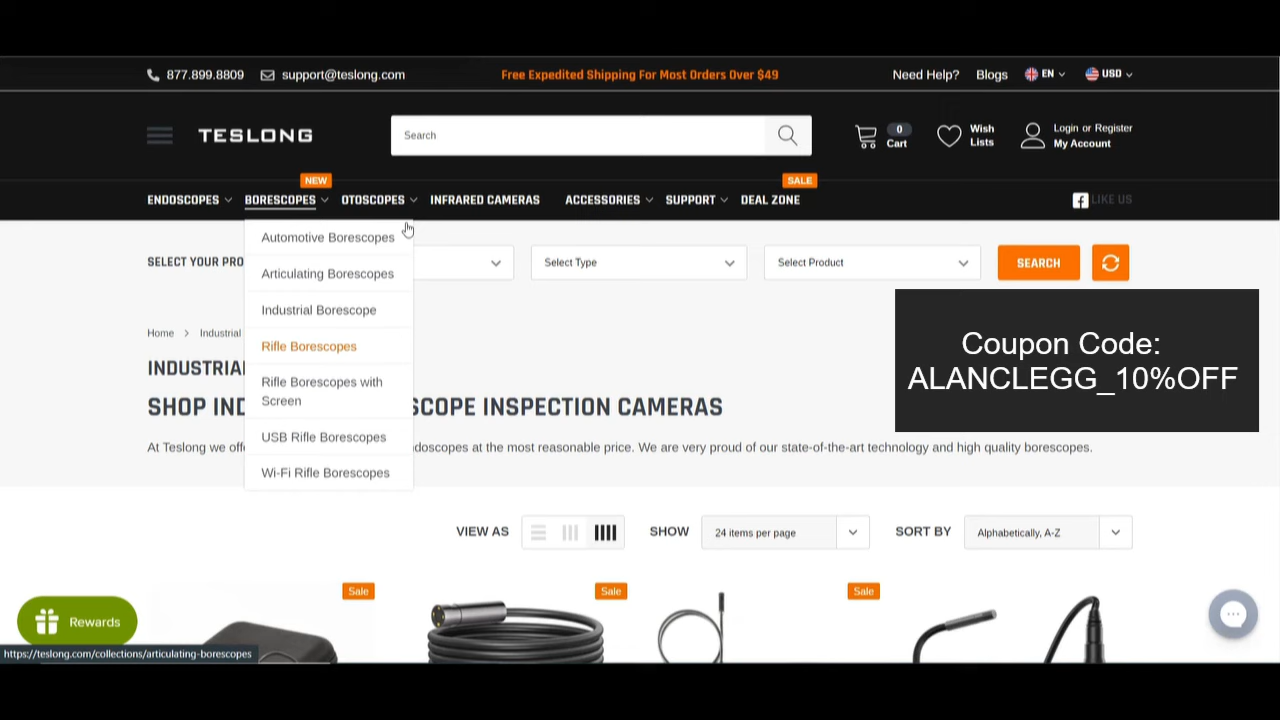 877.899.8809 support@teslong.com Free Expedited Shipping For Most Orders Over $49 Need Help? Blogs EN USD
TESLONG Search 0 Cart Wish Lists Login or Register My Account
NEW SALE
ENDOSCOPES BORESCOPES OTOSCOPES INFRARED CAMERAS ACCESSORIES SUPPORT DEAL ZONE LIKE US
Automotive Borescopes
Articulating Borescopes
Industrial Borescope
Rifle Borescopes
Rifle Borescopes with
Screen
USB Rifle Borescopes
Wi-Fi Rifle Borescopes
SELECT YOUR PRO Select Type Select Product SEARCH
Coupon Code:
ALANCLEGG_10%OFF
Home Industrial
INDUSTRIA
SHOP IND SCOPE INSPECTION CAMERAS
At Teslong we offe doscopes at the most reasonable price. We are very proud of our state-of-the-art technology and high quality borescopes.
VIEW AS SHOW 24 items per page SORT BY Alphabetically, A-Z
Sale Sale Sale
Rewards
https://teslong.com/collections/articulating-borescopes